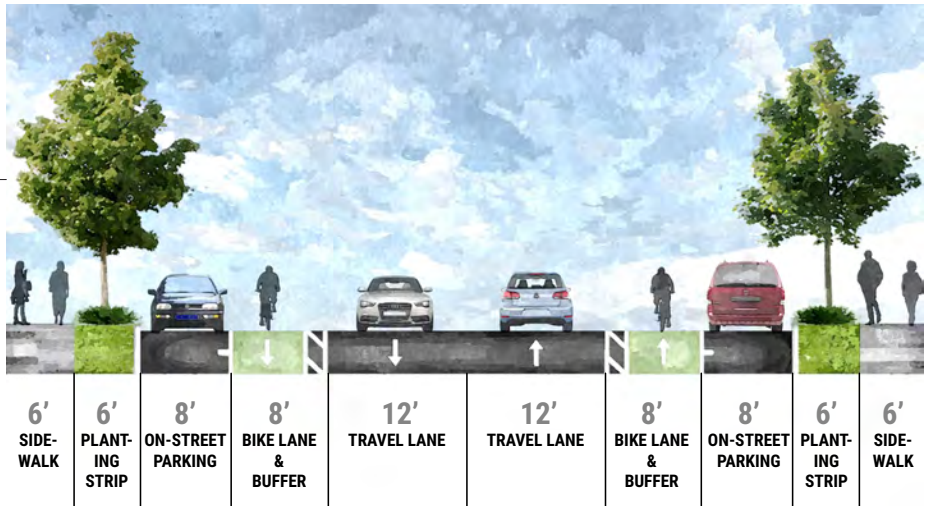 6’
SIDE-
WALK
6’
PLANT-
ING
STRIP
8’
ON-STREET
PARKING
8’
BIKE LANE
&
BUFFER
12’
TRAVEL LANE
12’
TRAVEL LANE
8’
BIKE LANE
&
BUFFER
8’
ON-STREET
PARKING
6’
PLANT-
ING
STRIP
6’
SIDE-
WALK